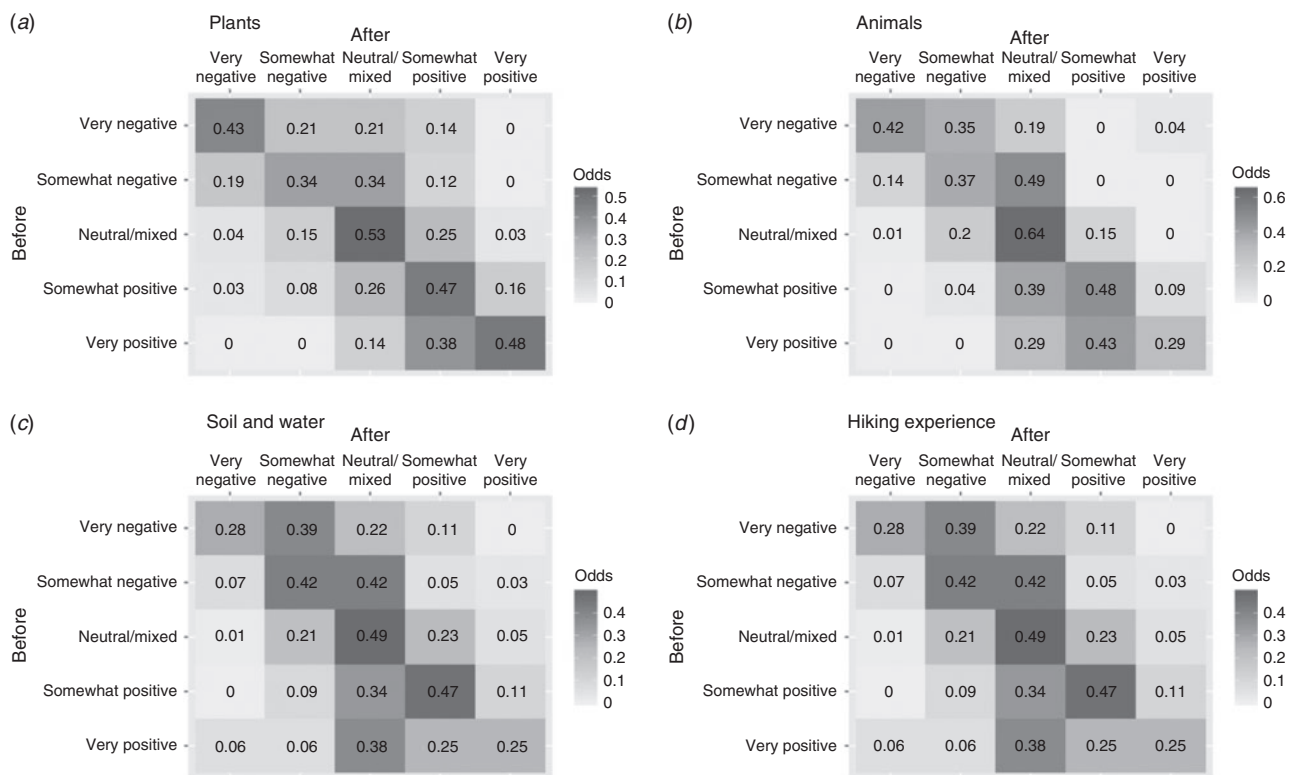 (a) Plants
After
Very negative Somewhat negative Neutral/ mixed Somewhat positive Very positive
Before
Very negative 0.43 0.21 0.21 0.14 0
Somewhat negative 0.19 0.34 0.34 0.12 0
Neutral/mixed 0.04 0.15 0.53 0.25 0.03
Somewhat positive 0.03 0.08 0.26 0.47 0.16
Very positive 0 0 0.14 0.38 0.48
Odds
0.5
0.4
0.3
0.2
0.1
0
(b) Animals
After
Very negative Somewhat negative Neutral/ mixed Somewhat positive Very positive
Before
Very negative 0.42 0.35 0.19 0 0.04
Somewhat negative 0.14 0.37 0.49 0 0
Neutral/mixed 0.01 0.2 0.64 0.15 0
Somewhat positive 0 0.04 0.39 0.48 0.09
Very positive 0 0 0.29 0.43 0.29
Odds
0.6
0.4
0.2
0
(c) Soil and water
After
Very negative Somewhat negative Neutral/ mixed Somewhat positive Very positive
Before
Very negative 0.28 0.39 0.22 0.11 0
Somewhat negative 0.07 0.42 0.42 0.05 0.03
Neutral/mixed 0.01 0.21 0.49 0.23 0.05
Somewhat positive 0 0.09 0.34 0.47 0.11
Very positive 0.06 0.06 0.38 0.25 0.25
Odds
0.4
0.3
0.2
0.1
0
(d) Hiking experience
After
Very negative Somewhat negative Neutral/ mixed Somewhat positive Very positive
Before
Very negative 0.28 0.39 0.22 0.11 0
Somewhat negative 0.07 0.42 0.42 0.05 0.03
Neutral/mixed 0.01 0.21 0.49 0.23 0.05
Somewhat positive 0 0.09 0.34 0.47 0.11
Very positive 0.06 0.06 0.38 0.25 0.25
Odds
0.4
0.3
0.2
0.1
0